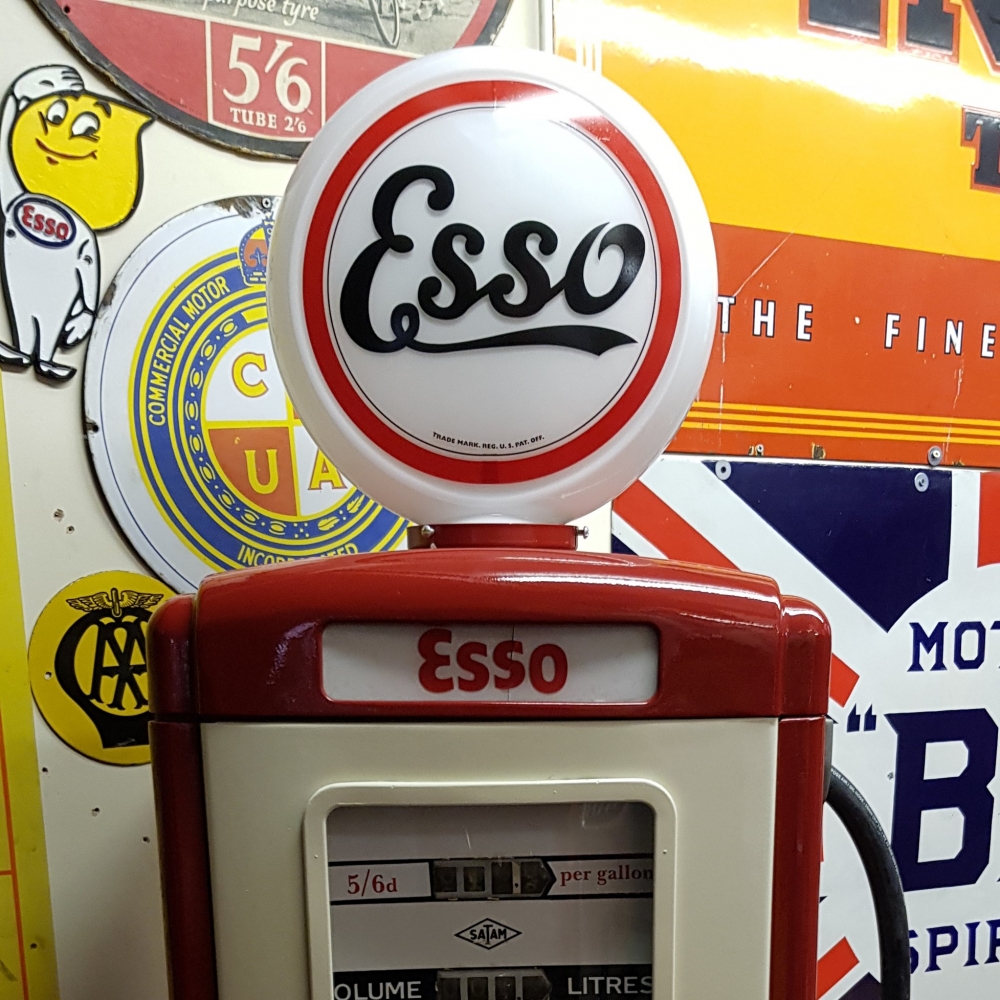 purpose tyre
5'6
TUBE 2'6
Esso
COMMERCIAL MOTOR
C
U A
INCORPORATED
AA
Esso
TRADE MARK. REG. U. S. PAT. OFF.
THE FINE
Esso
5/6d per gallon
SATAM
OLUME LITRES
MOT
"B
SPIR